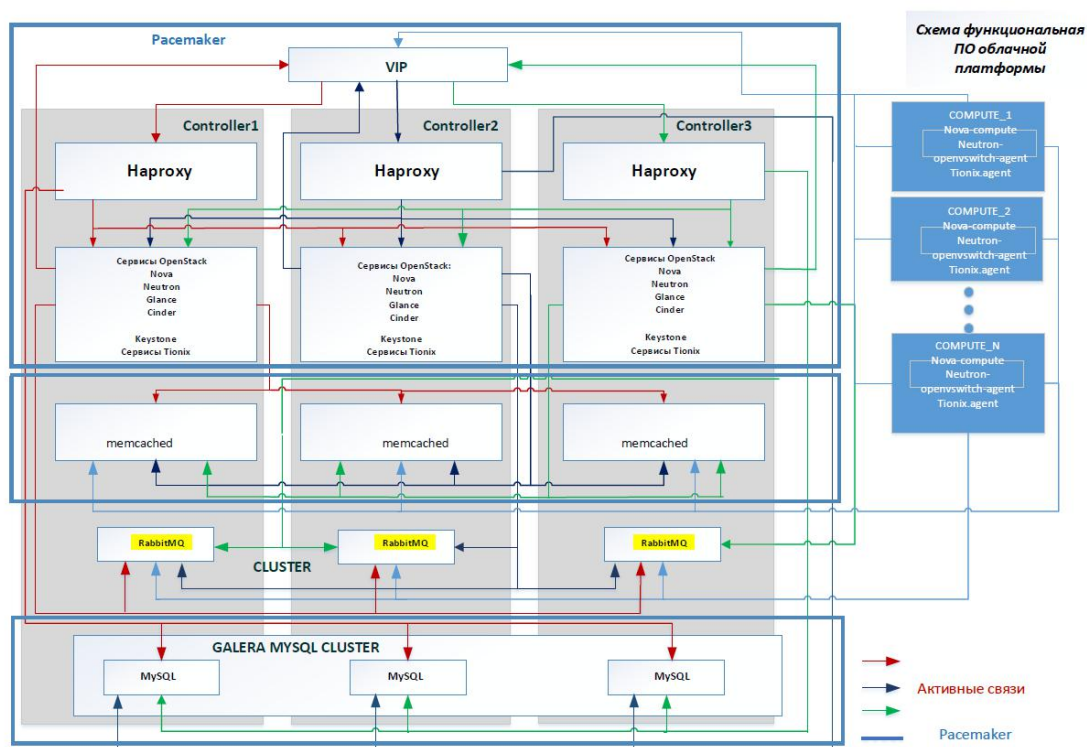 Pacemaker
Схема функциональная
ПО облачной
платформы
VIP
Controller1
Controller2
Controller3
Haproxy
Haproxy
Haproxy
COMPUTE_1
Nova-compute
Neutron-
openvswitch-agent
Tionix.agent
COMPUTE_2
Nova-compute
Neutron-
openvswitch-agent
Tionix.agent
COMPUTE_N
Nova-compute
Neutron-
openvswitch-agent
Tionix.agent
Сервисы OpenStack
Nova
Neutron
Glance
Cinder
Keystone
Сервисы Tionix
Сервисы OpenStack:
Nova
Neutron
Glance
Cinder
Keystone
Сервисы Tionix
Сервисы OpenStack
Nova
Neutron
Glance
Cinder
Keystone
Сервисы Tionix
memcached
memcached
memcached
RabbitMQ
RabbitMQ
RabbitMQ
CLUSTER
GALERA MYSQL CLUSTER
MySQL
MySQL
MySQL
Активные связи
Pacemaker